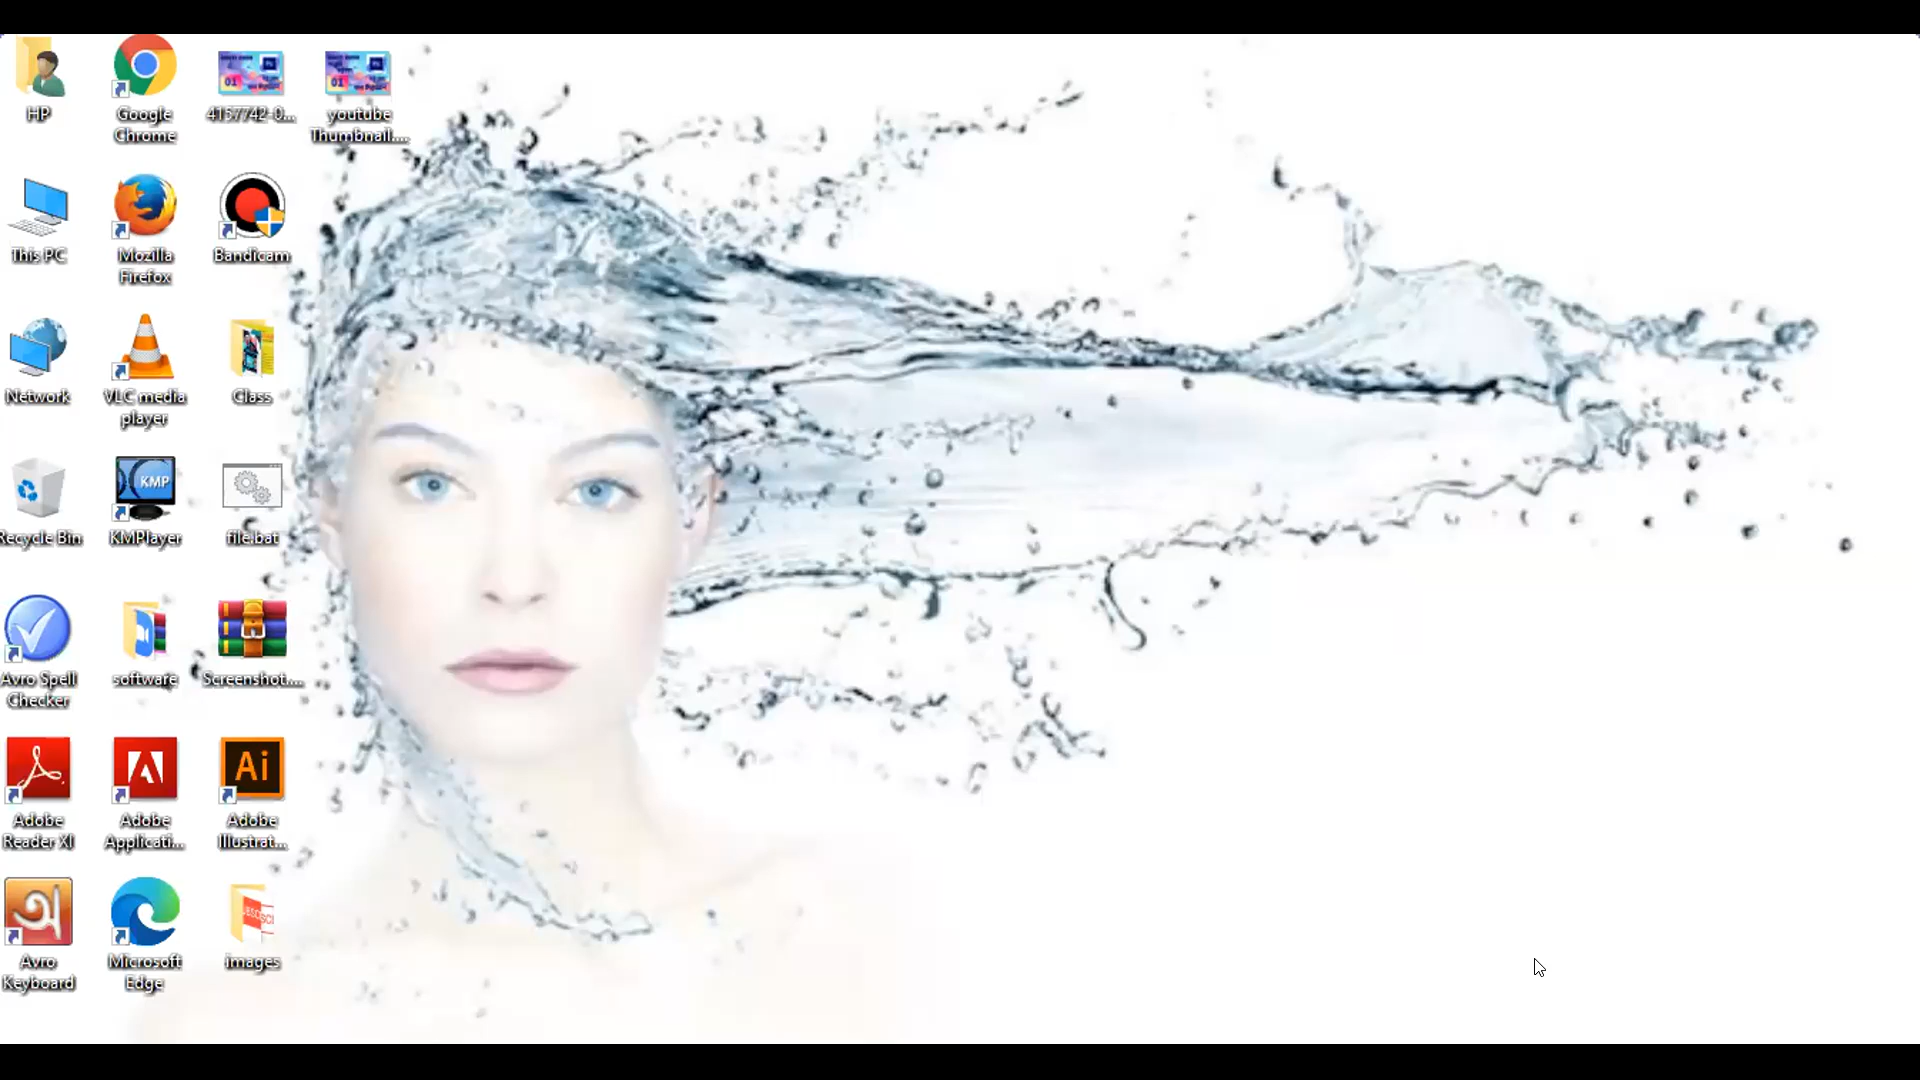 HP
Google
Chrome
4157742-0...
youtube
Thumbnail....
This PC
Mozilla
Firefox
Bandicam
Network
VLC media
player
Class
Recycle Bin
KMP
KMPlayer
file.bat
Avro Spell
Checker
software
Screenshot....
Adobe
Reader XI
Adobe
Applicati...
Ai
Adobe
Illustrat...
অ
Avro
Keyboard
Microsoft
Edge
images